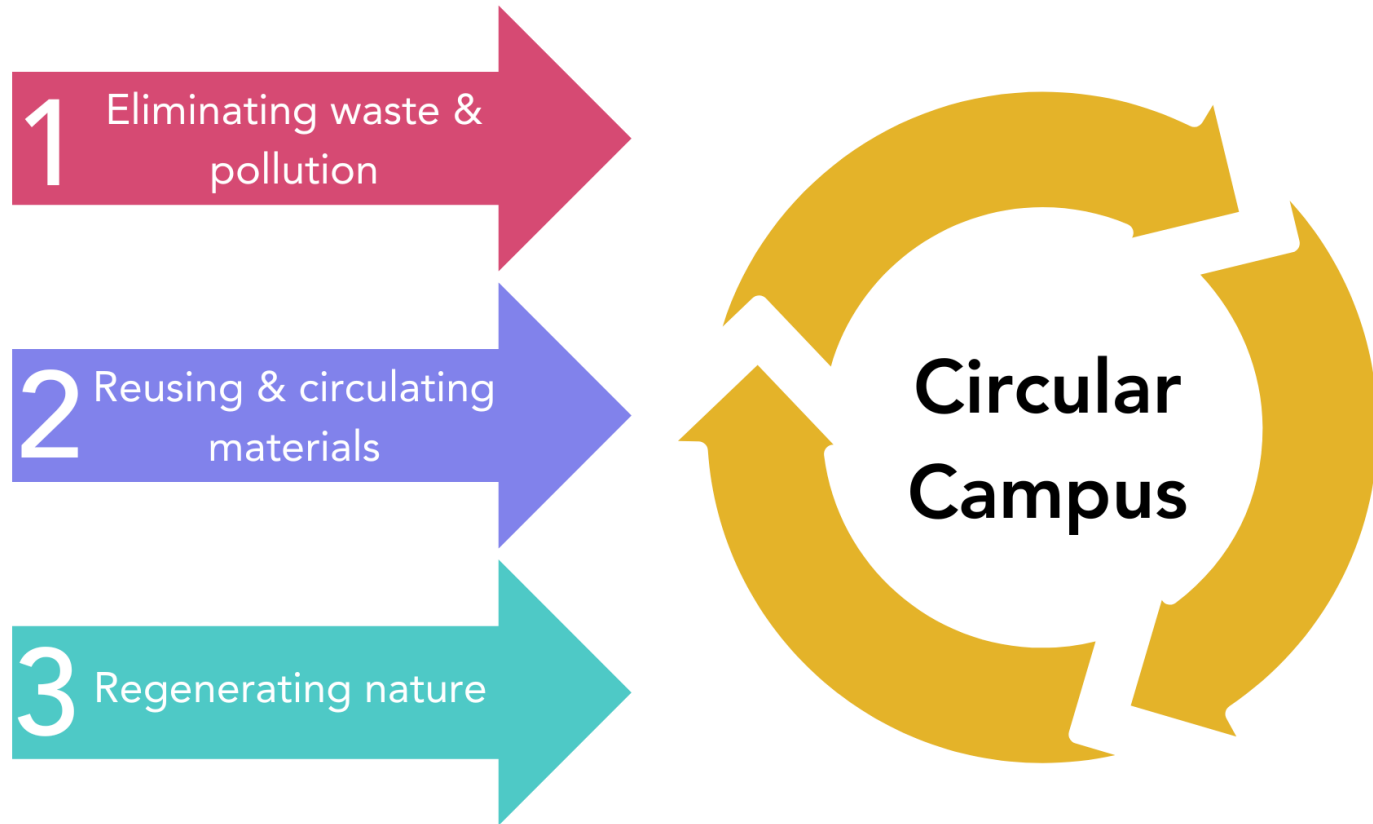 1
Eliminating waste &
pollution
2
Reusing & circulating
materials
3
Regenerating nature
Circular
Campus